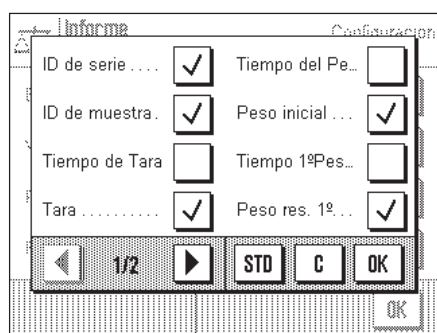 Informe
Configuracion
ID de serie ....
Tiempo del Pe...
ID de muestra.
Peso inicial ...
Tiempo de Tara
Tiempo 1ºPes...
Tara ..........
Peso res. 1º...
1/2
STD
C
OK
OK